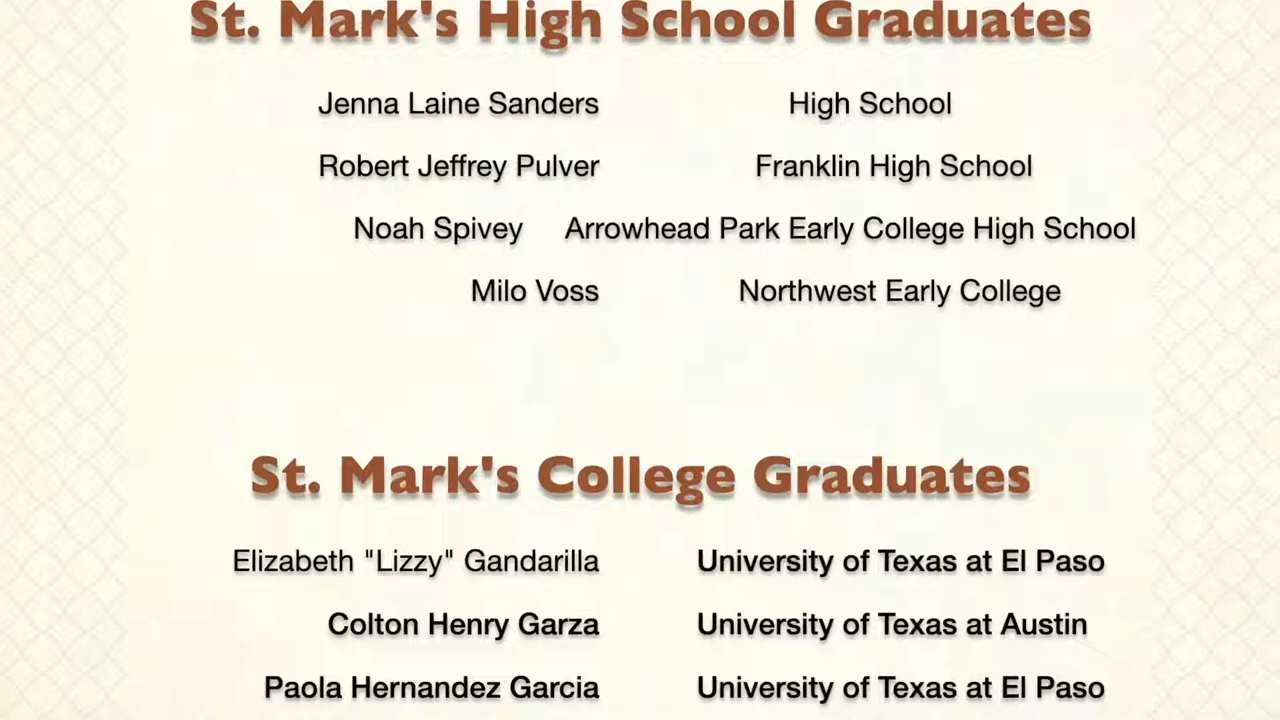 St. Mark's High School Graduates
Jenna Laine Sanders High School
Robert Jeffrey Pulver Franklin High School
Noah Spivey Arrowhead Park Early College High School
Milo Voss Northwest Early College
St. Mark's College Graduates
Elizabeth "Lizzy" Gandarilla University of Texas at El Paso
Colton Henry Garza University of Texas at Austin
Paola Hernandez Garcia University of Texas at El Paso